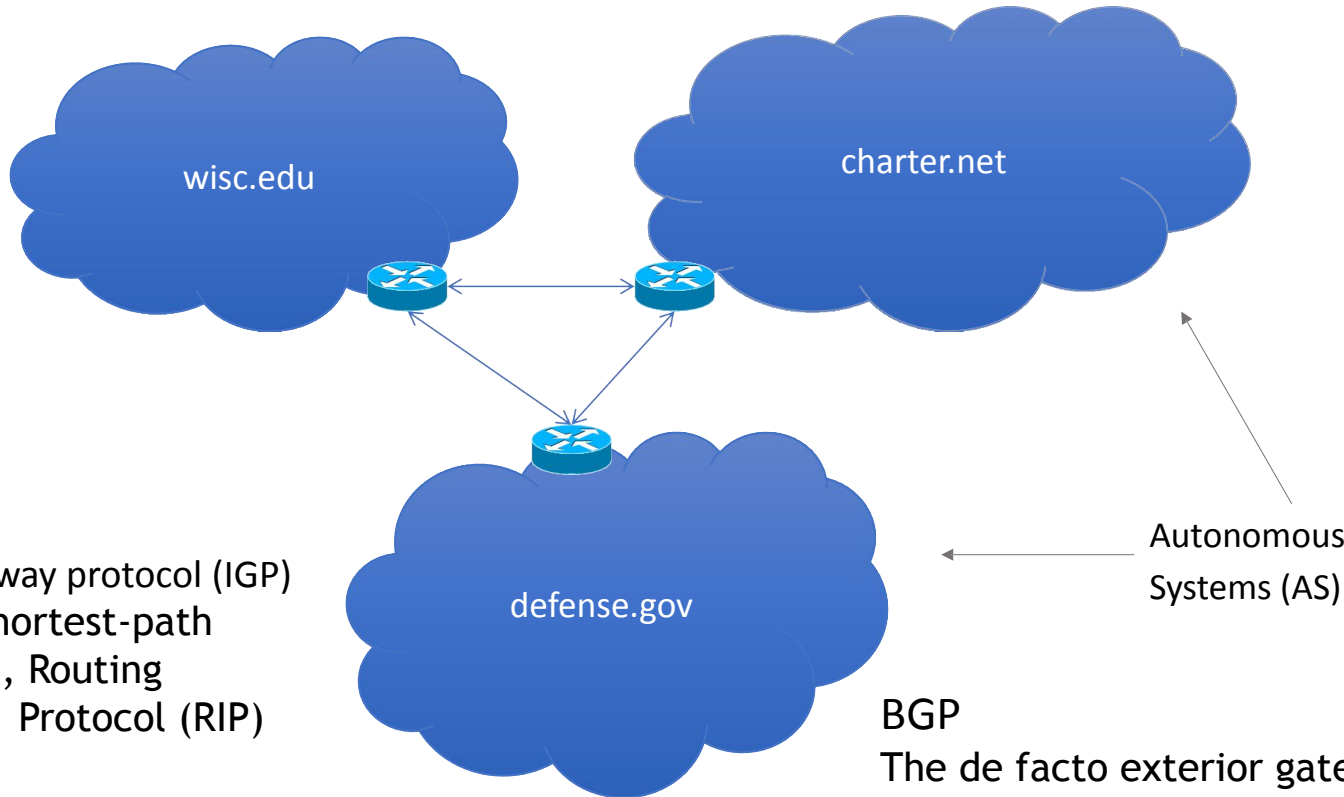 wisc.edu
charter.net
Autonomous
Systems (AS)
way protocol (IGP)
hortest-path
, Routing
Protocol (RIP)
defense.gov
BGP
The de facto exterior gate